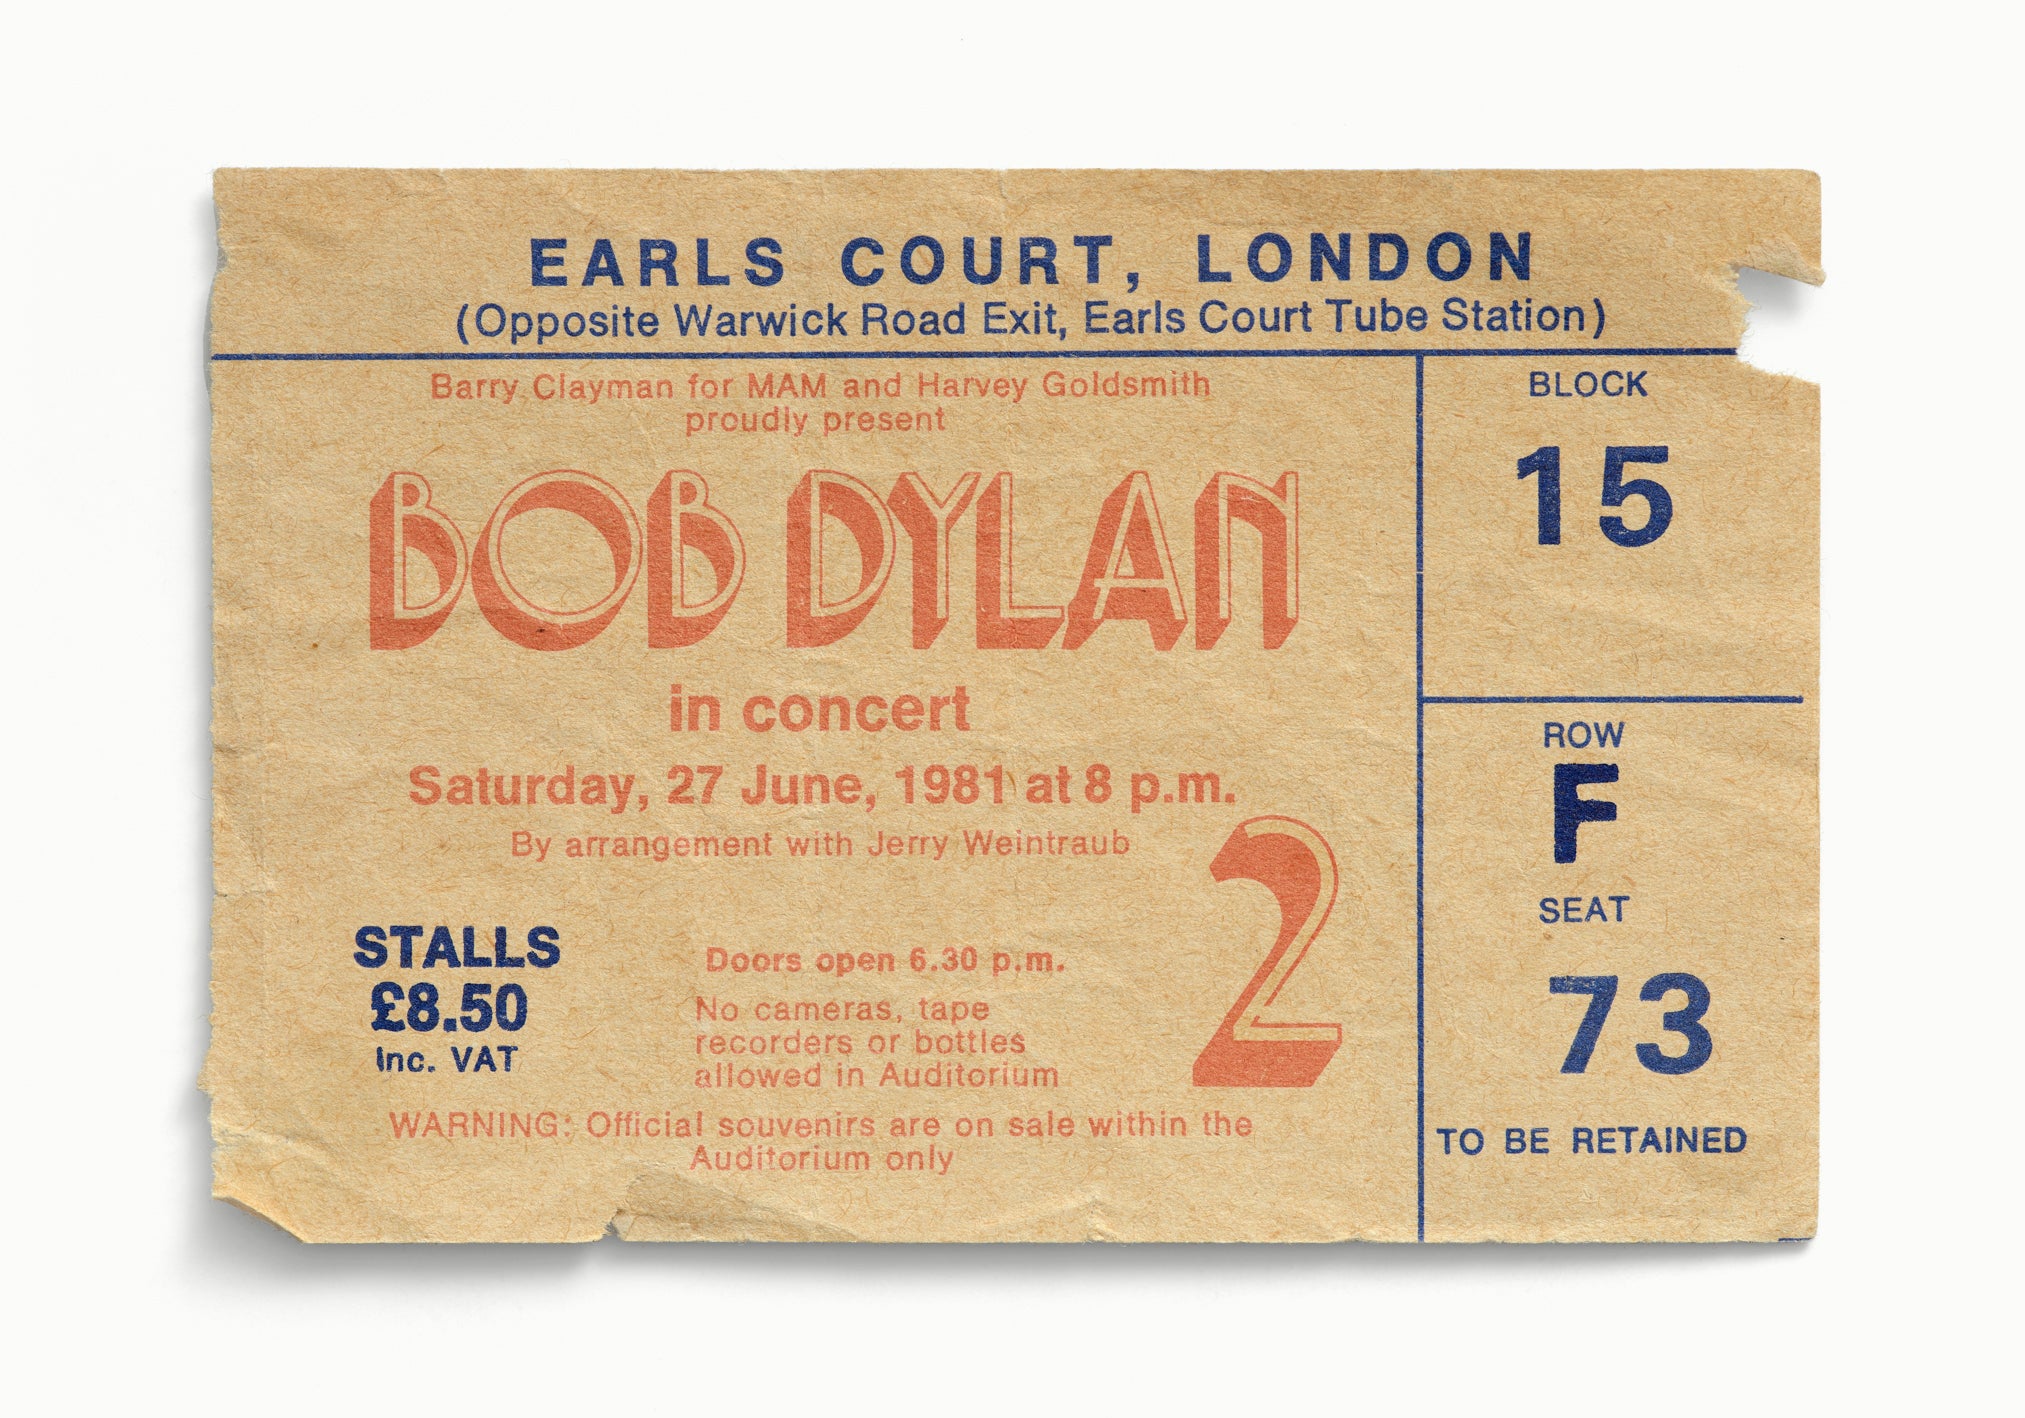 EARLS COURT, LONDON
(Opposite Warwick Road Exit, Earls Court Tube Station)
Barry Clayman for MAM and Harvey Goldsmith
proudly present
BOB DYLAN
in concert
Saturday, 27 June, 1981 at 8 p.m.
By arrangement with Jerry Weintraub
2
STALLS
£8.50
Inc. VAT
Doors open 6.30 p.m.
No cameras, tape
recorders or bottles
allowed in Auditorium
WARNING: Official souvenirs are on sale within the
Auditorium only
BLOCK
15
ROW
F
SEAT
73
TO BE RETAINED